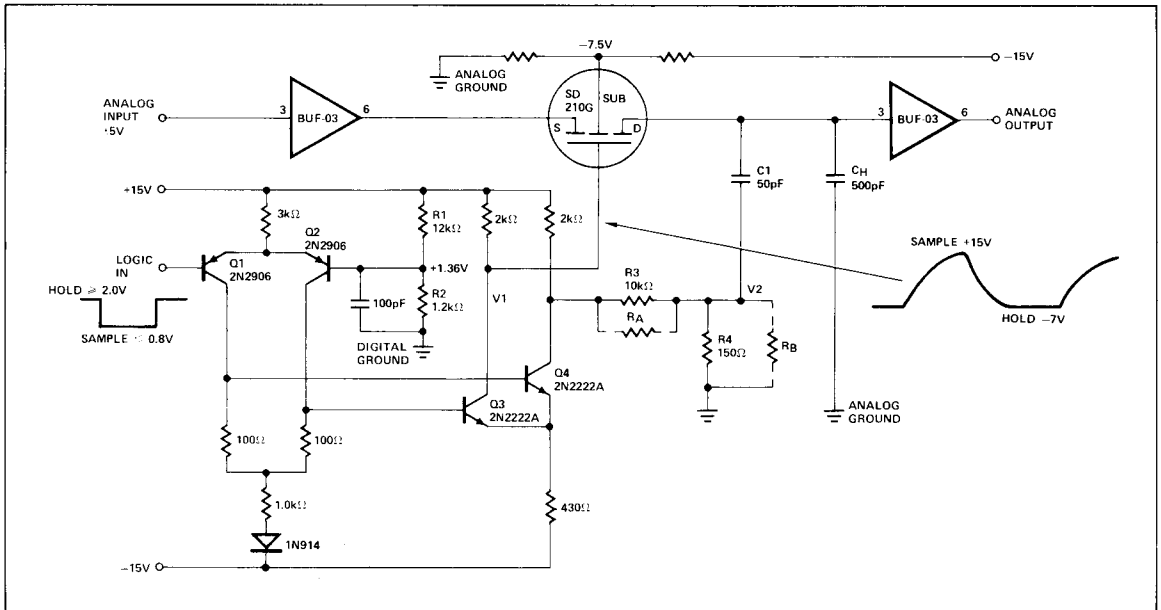 -7.5V
-15V
ANALOG
GROUND
SD
210G
SUB
S
D
ANALOG
INPUT
3
BUF-03
6
3
BUF-03
6
ANALOG
OUTPUT
+15V
3kΩ
R1
12kΩ
2kΩ
2kΩ
C1
50pF
CH
500pF
Q2
2N2906
LOGIC
IN
Q1
2N2906
+1.36V
HOLD ≥ 2.0V
100pF
R2
1.2kΩ
V1
R3
10kΩ
RA
V2
SAMPLE +15V
HOLD -7V
SAMPLE ≤ 0.8V
DIGITAL
GROUND
R4
150Ω
RB
Q4
2N2222A
Q3
2N2222A
ANALOG
GROUND
100Ω
100Ω
1.0kΩ
430Ω
1N914
-15V